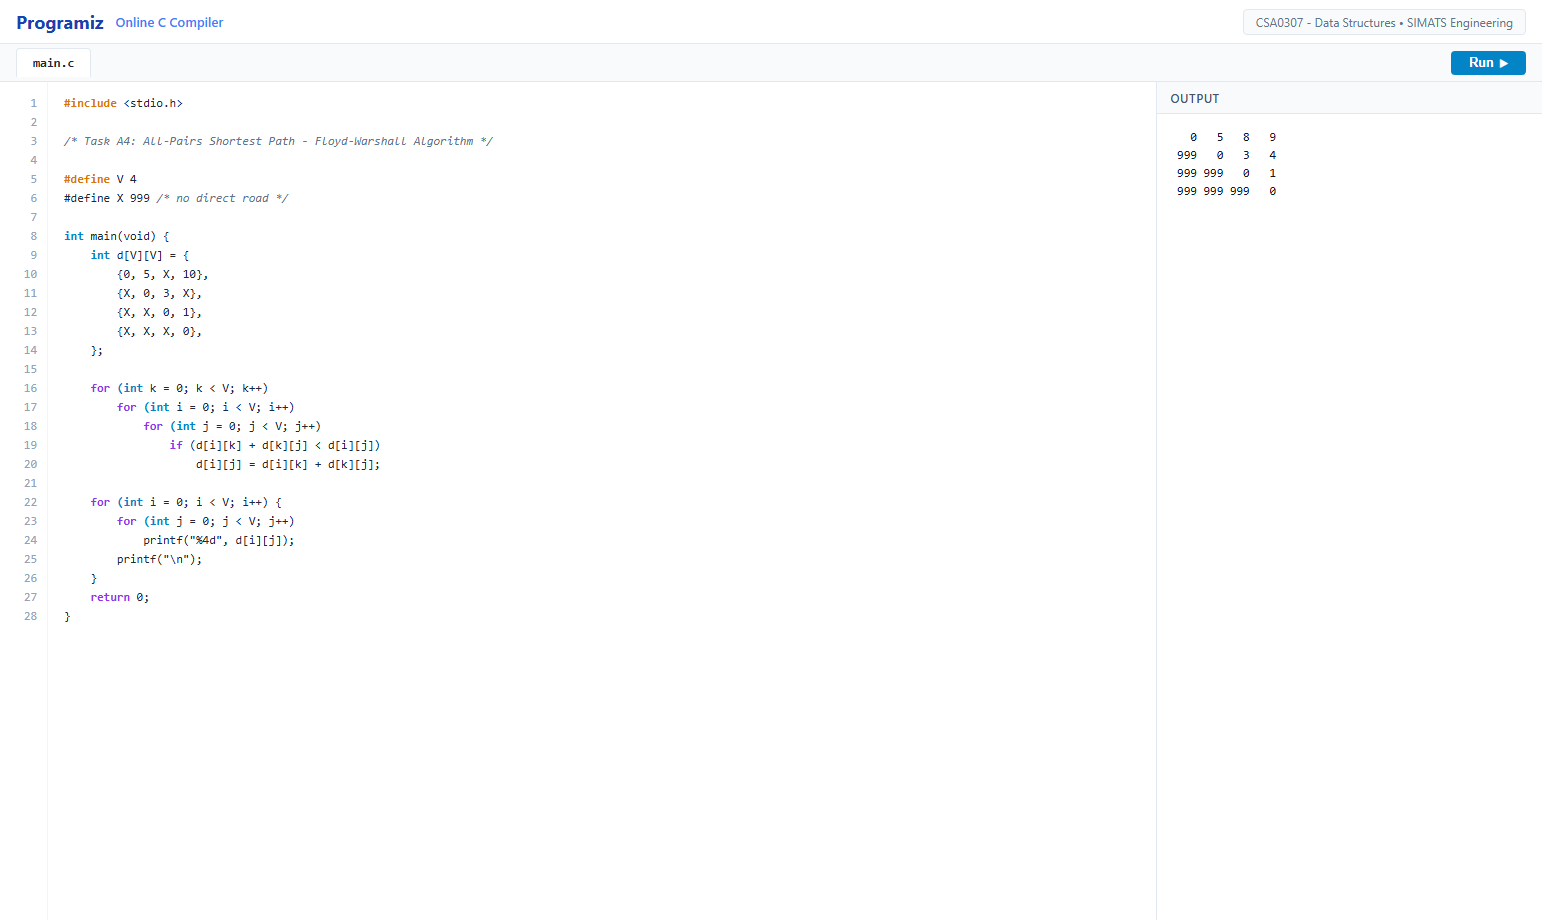 Programiz Online C Compiler CSA0307 - Data Structures • SIMATS Engineering
main.c Run ▶
1 #include <stdio.h>
2
3 /* Task A4: All-Pairs Shortest Path - Floyd-Warshall Algorithm */
4
5 #define V 4
6 #define X 999 /* no direct road */
7
8 int main(void) {
9     int d[V][V] = {
10         {0, 5, X, 10},
11         {X, 0, 3, X},
12         {X, X, 0, 1},
13         {X, X, X, 0},
14     };
15
16     for (int k = 0; k < V; k++)
17         for (int i = 0; i < V; i++)
18             for (int j = 0; j < V; j++)
19                 if (d[i][k] + d[k][j] < d[i][j])
20                     d[i][j] = d[i][k] + d[k][j];
21
22     for (int i = 0; i < V; i++) {
23         for (int j = 0; j < V; j++)
24             printf("%4d", d[i][j]);
25         printf("\n");
26     }
27     return 0;
28 }
OUTPUT
   0   5   8   9
 999   0   3   4
 999 999   0   1
 999 999 999   0